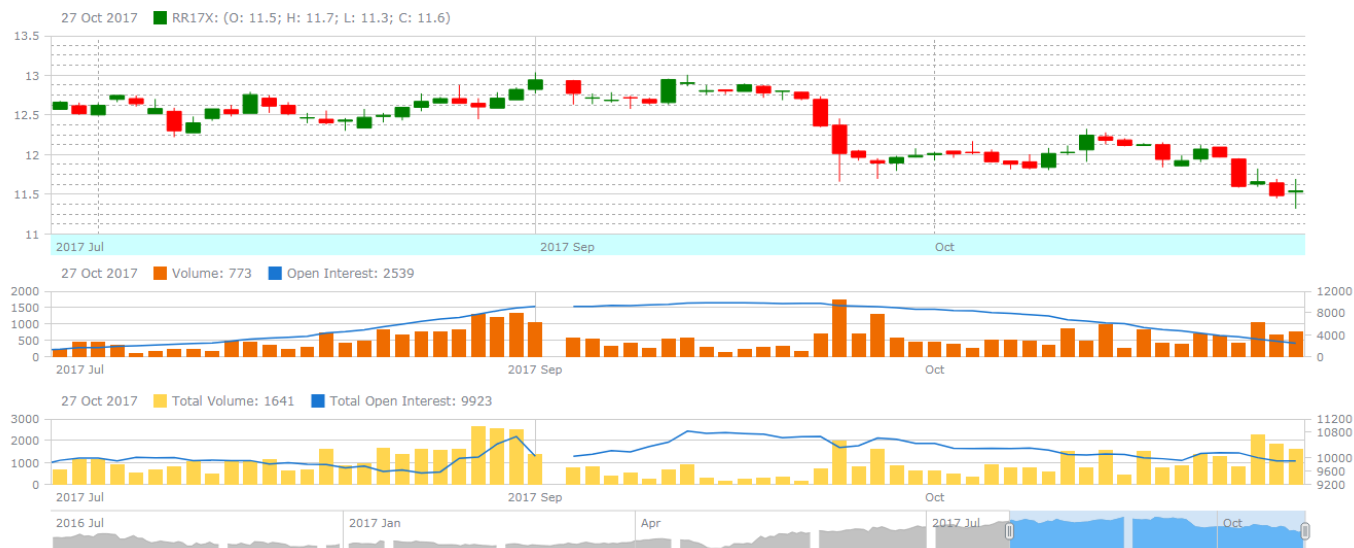 27 Oct 2017 RR17X: (O: 11.5; H: 11.7; L: 11.3; C: 11.6)
13.5
13
12.5
12
11.5
11
2017 Jul 2017 Sep Oct
27 Oct 2017 Volume: 773 Open Interest: 2539
2000 12000
1500 8000
1000
500 4000
0 0
2017 Jul 2017 Sep Oct
27 Oct 2017 Total Volume: 1641 Total Open Interest: 9923
3000 11200
2000 10800
1000 10000
9600
0 9200
2017 Jul 2017 Sep Oct
2016 Jul 2017 Jan Apr 2017 Jul Oct